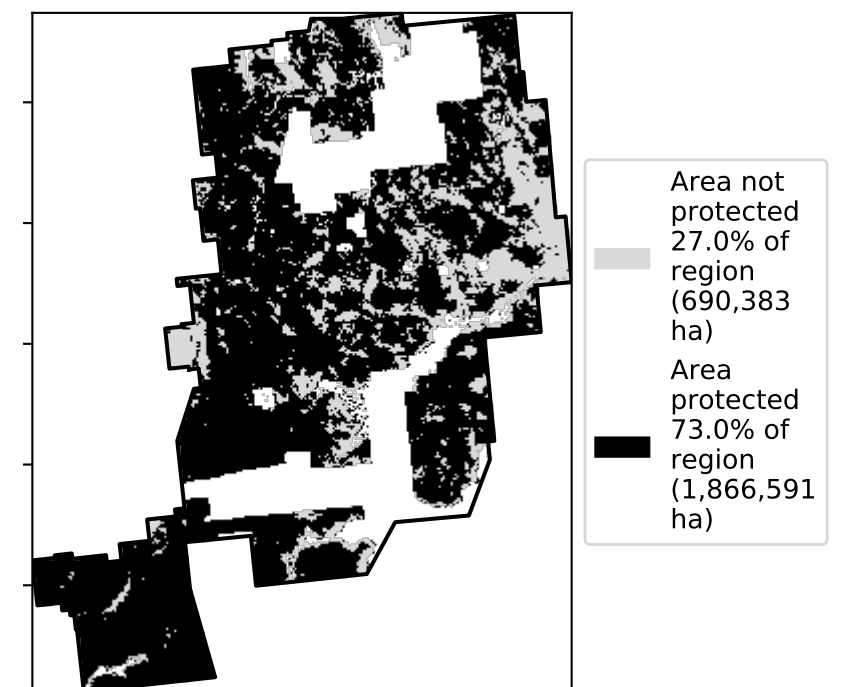 Area not
protected
27.0% of
region
(690,383
ha)
Area
protected
73.0% of
region
(1,866,591
ha)